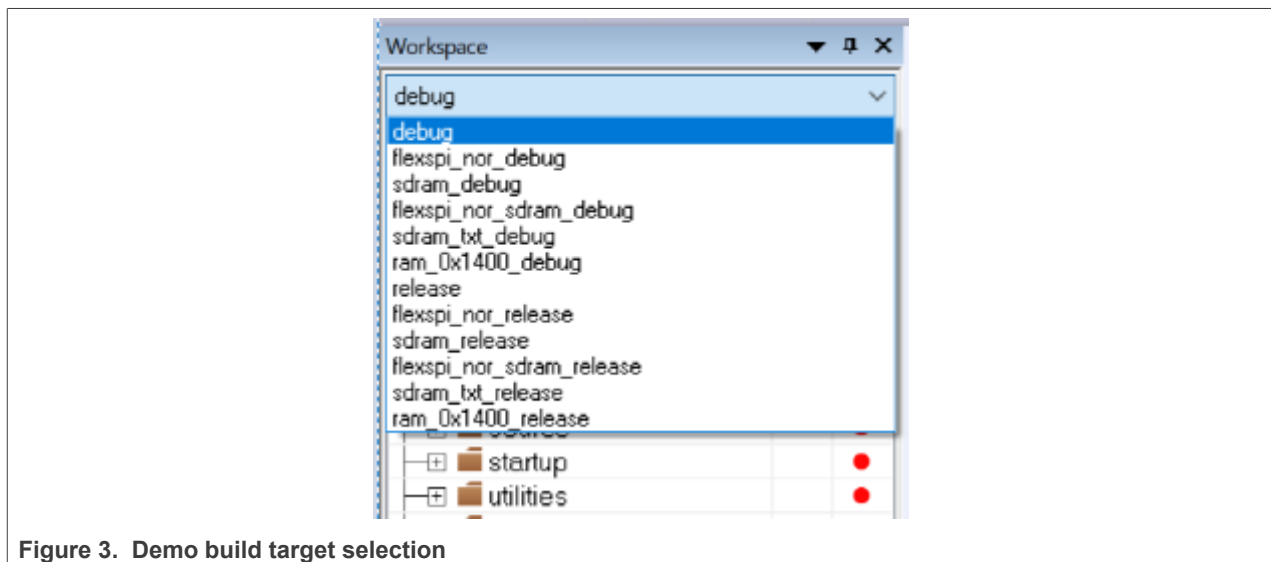 Workspace
debug
debug
flexspi_nor_debug
sdram_debug
flexspi_nor_sdram_debug
sdram_txt_debug
ram_0x1400_debug
release
flexspi_nor_release
sdram_release
flexspi_nor_sdram_release
sdram_txt_release
ram_0x1400_release
startup
utilities
Figure 3. Demo build target selection